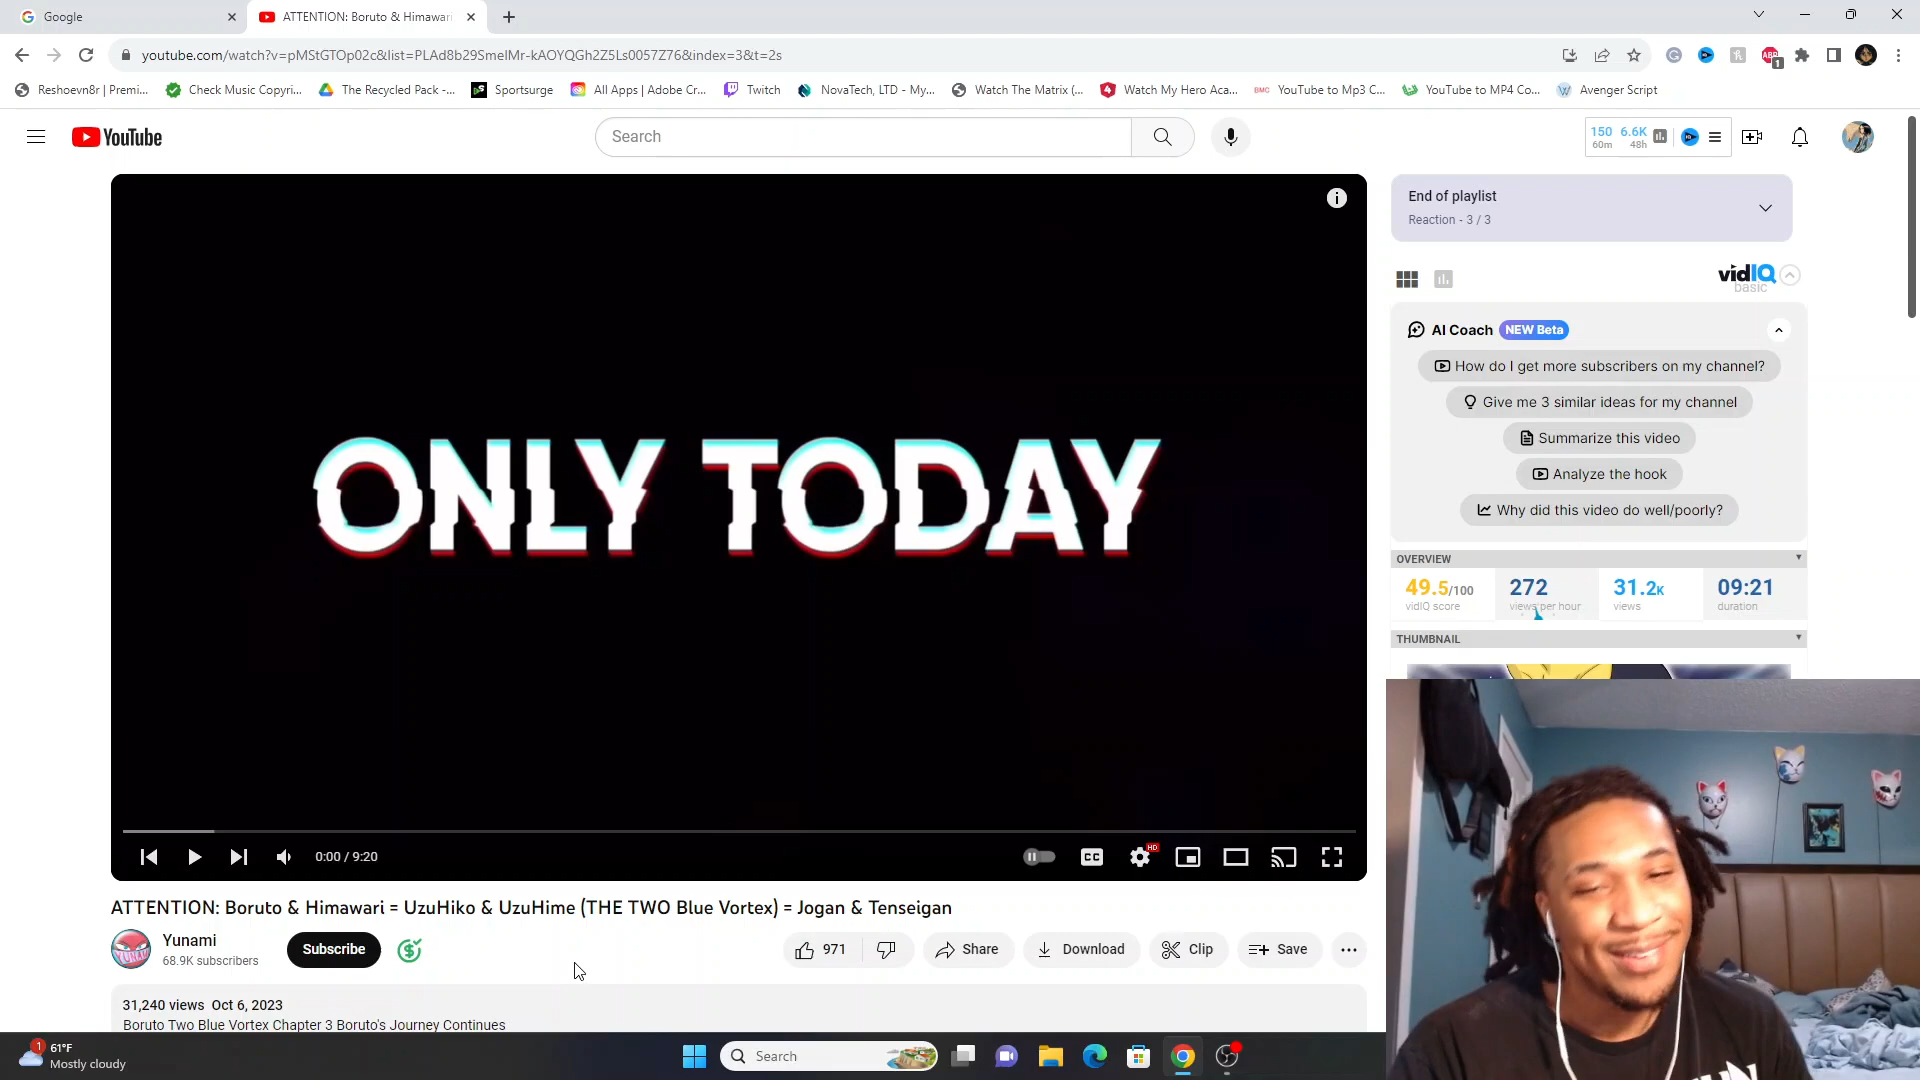 Google
ATTENTION: Boruto & Himawari
youtube.com/watch?v=pMStGTOp02c&list=PLAd8b29SmelMr-kAOYQGh2Z5Ls0057Z76&index=3&t=2s
ABP
1
Reshoevn8r | Premi...
Check Music Copyri...
The Recycled Pack -...
Sportsurge
All Apps | Adobe Cr...
Twitch
NovaTech, LTD - My...
Watch The Matrix (...
Watch My Hero Aca...
BMC
YouTube to Mp3 C...
YouTube to MP4 Co...
Avenger Script
YouTube
Search
150 6.6K
60m 48h
ONLY TODAY
0:00 / 9:20
CC
HD
ATTENTION: Boruto & Himawari = UzuHiko & UzuHime (THE TWO Blue Vortex) = Jogan & Tenseigan
Yunami
68.9K subscribers
Subscribe
971
Share
Download
Clip
Save
31,240 views Oct 6, 2023
Boruto Two Blue Vortex Chapter 3 Boruto's Journey Continues
End of playlist
Reaction - 3 / 3
vidIQ
basic
AI Coach NEW Beta
How do I get more subscribers on my channel?
Give me 3 similar ideas for my channel
Summarize this video
Analyze the hook
Why did this video do well/poorly?
OVERVIEW
49.5/100
vidIQ score
272
views per hour
31.2K
views
09:21
duration
THUMBNAIL
1
61°F
Mostly cloudy
Search